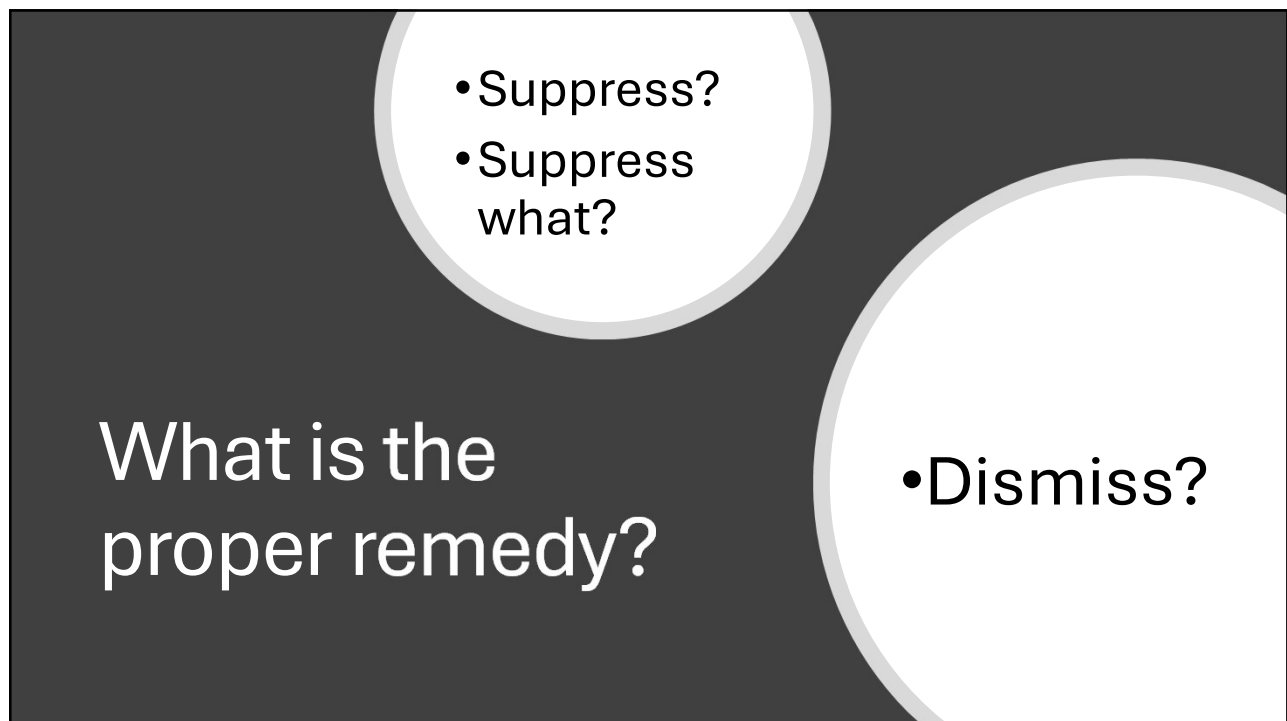 •Suppress?
•Suppress
what?
What is the
proper remedy?
•Dismiss?